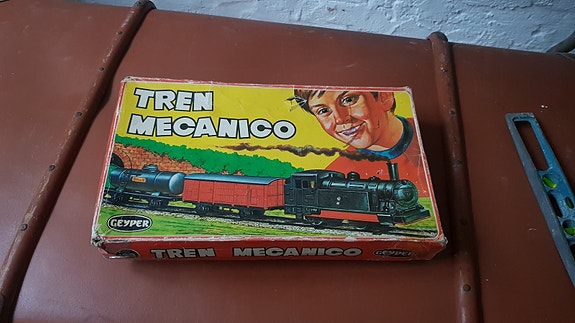 TREN
MECANICO
GEYPER
TREN MECANICO
GEYPER